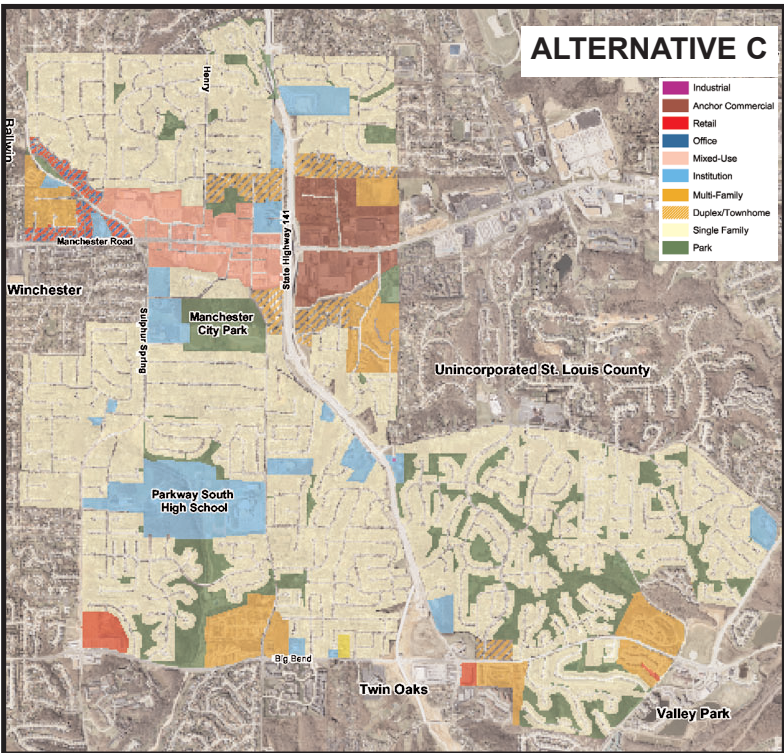 ALTERNATIVE C
Industrial
Anchor Commercial
Retail
Office
Mixed-Use
Institution
Multi-Family
Duplex/Townhome
Single Family
Park
Henry
Ballwin
State Highway 141
Manchester Road
Winchester
Sulphur Spring
Manchester
City Park
Unincorporated St. Louis County
Parkway South
High School
Big Bend
Twin Oaks
Valley Park